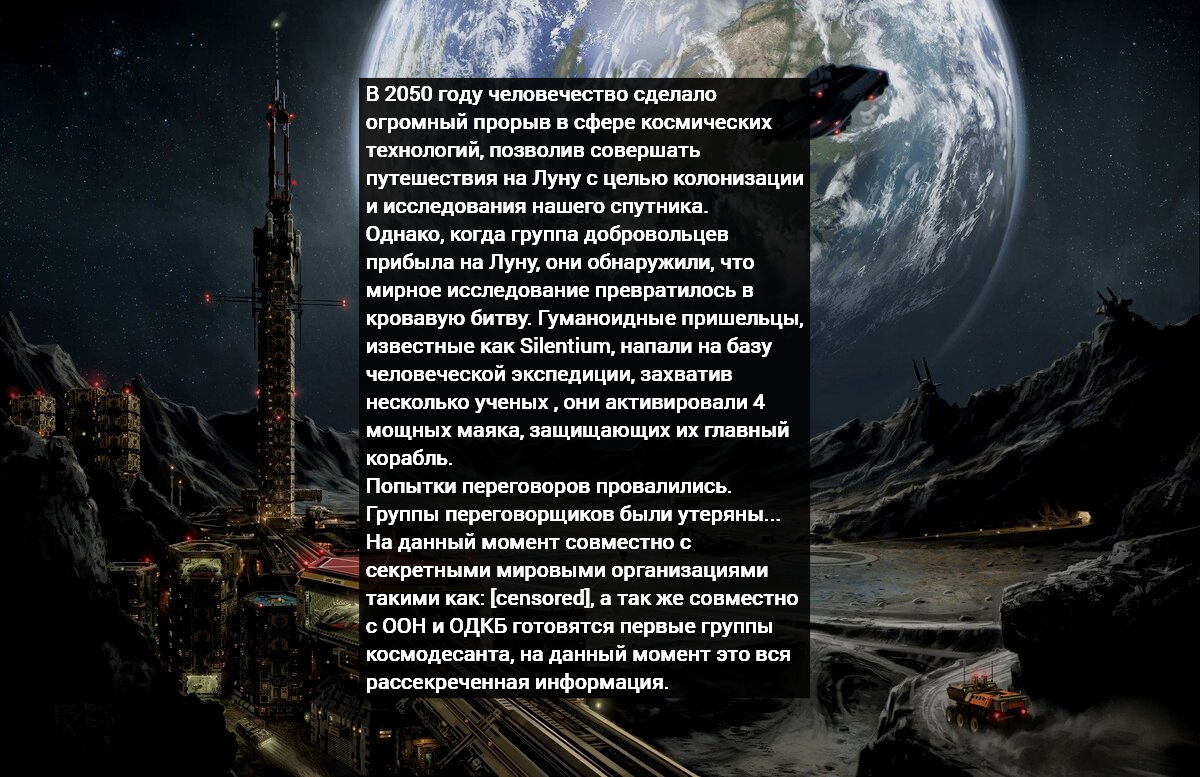 В 2050 году человечество сделало
огромный прорыв в сфере космических
технологий, позволив совершать
путешествия на Луну с целью колонизации
и исследования нашего спутника.
Однако, когда группа добровольцев
прибыла на Луну, они обнаружили, что
мирное исследование превратилось в
кровавую битву. Гуманоидные пришельцы,
известные как Silentium, напали на базу
человеческой экспедиции, захватив
несколько ученых , они активировали 4
мощных маяка, защищающих их главный
корабль.
Попытки переговоров провалились.
Группы переговорщиков были утеряны...
На данный момент совместно с
секретными мировыми организациями
такими как: [censored], а так же совместно
с ООН и ОДКБ готовятся первые группы
космодесанта, на данный момент это вся
рассекреченная информация.